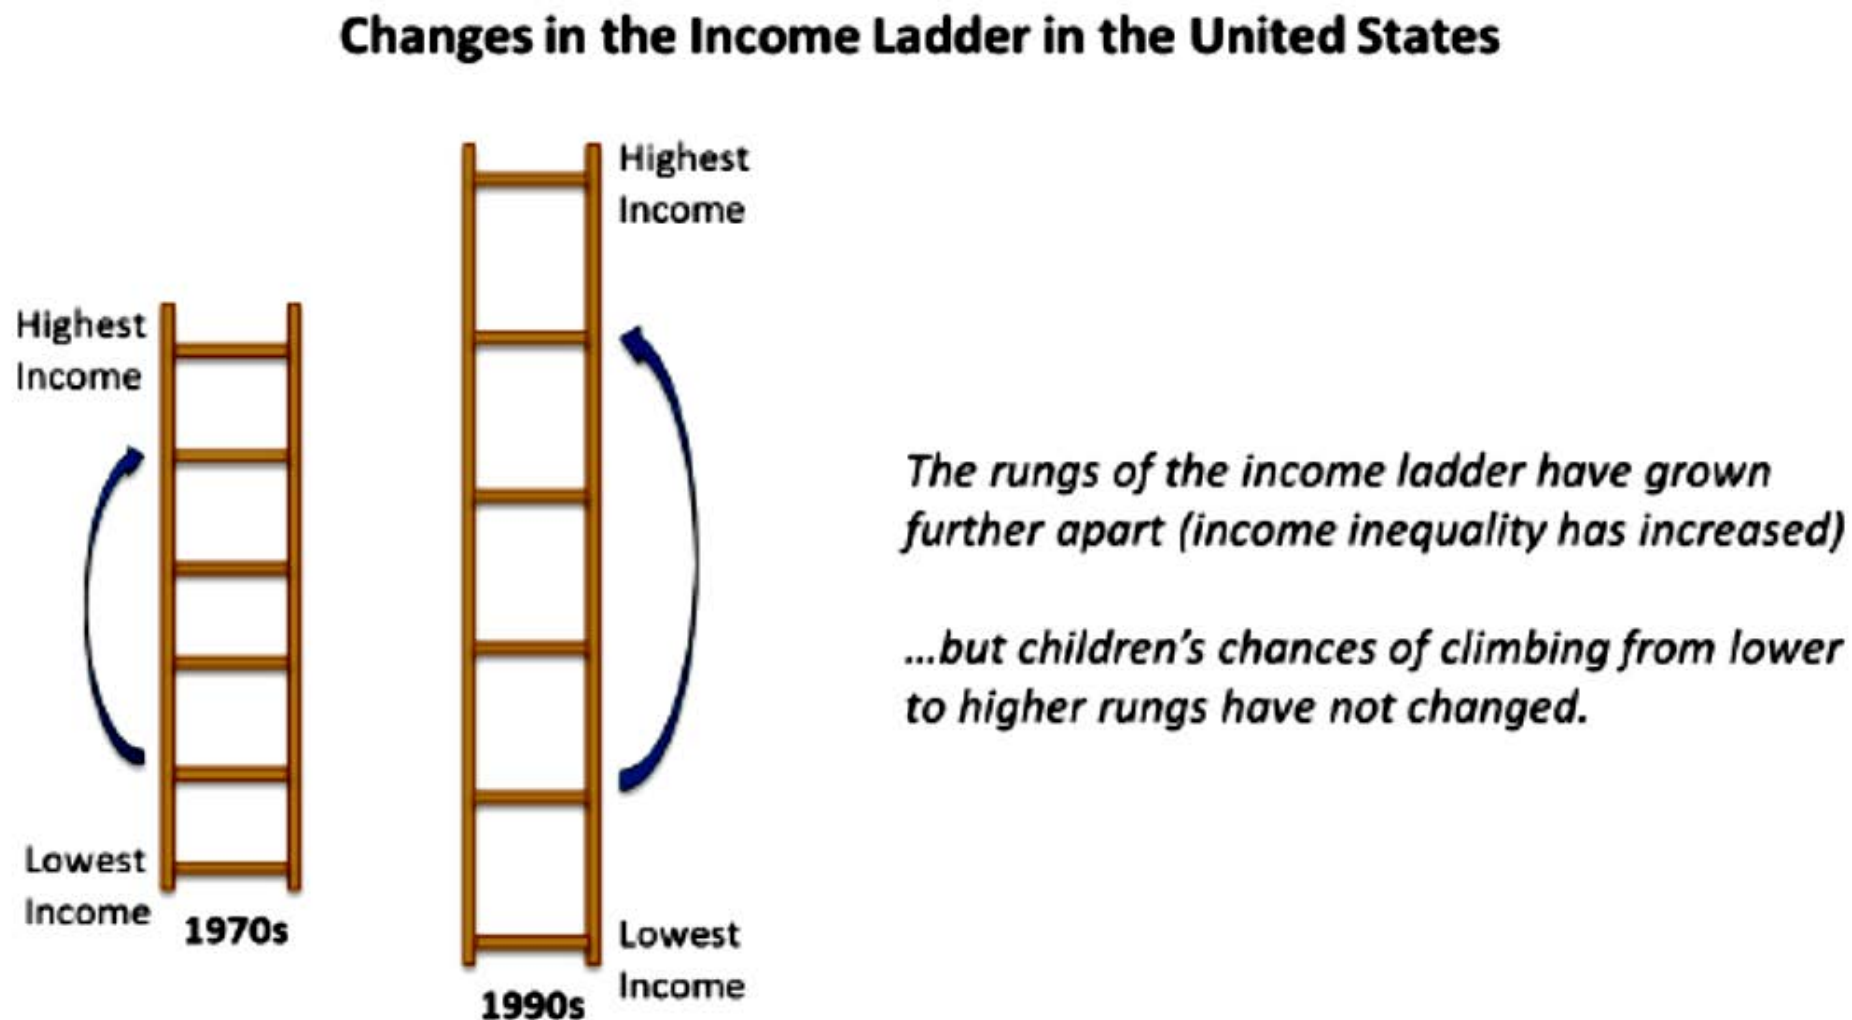 Changes in the Income Ladder in the United States
Highest
Income
Lowest
Income
1970s
Highest
Income
Lowest
Income
1990s
The rungs of the income ladder have grown
further apart (income inequality has increased)
...but children's chances of climbing from lower
to higher rungs have not changed.